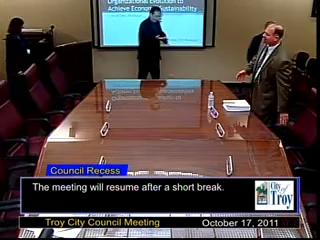 Organizational Evolution to
Achieve Economic Sustainability
Council Recess
The meeting will resume after a short break.
City of
Troy
Troy City Council Meeting
October 17, 2011